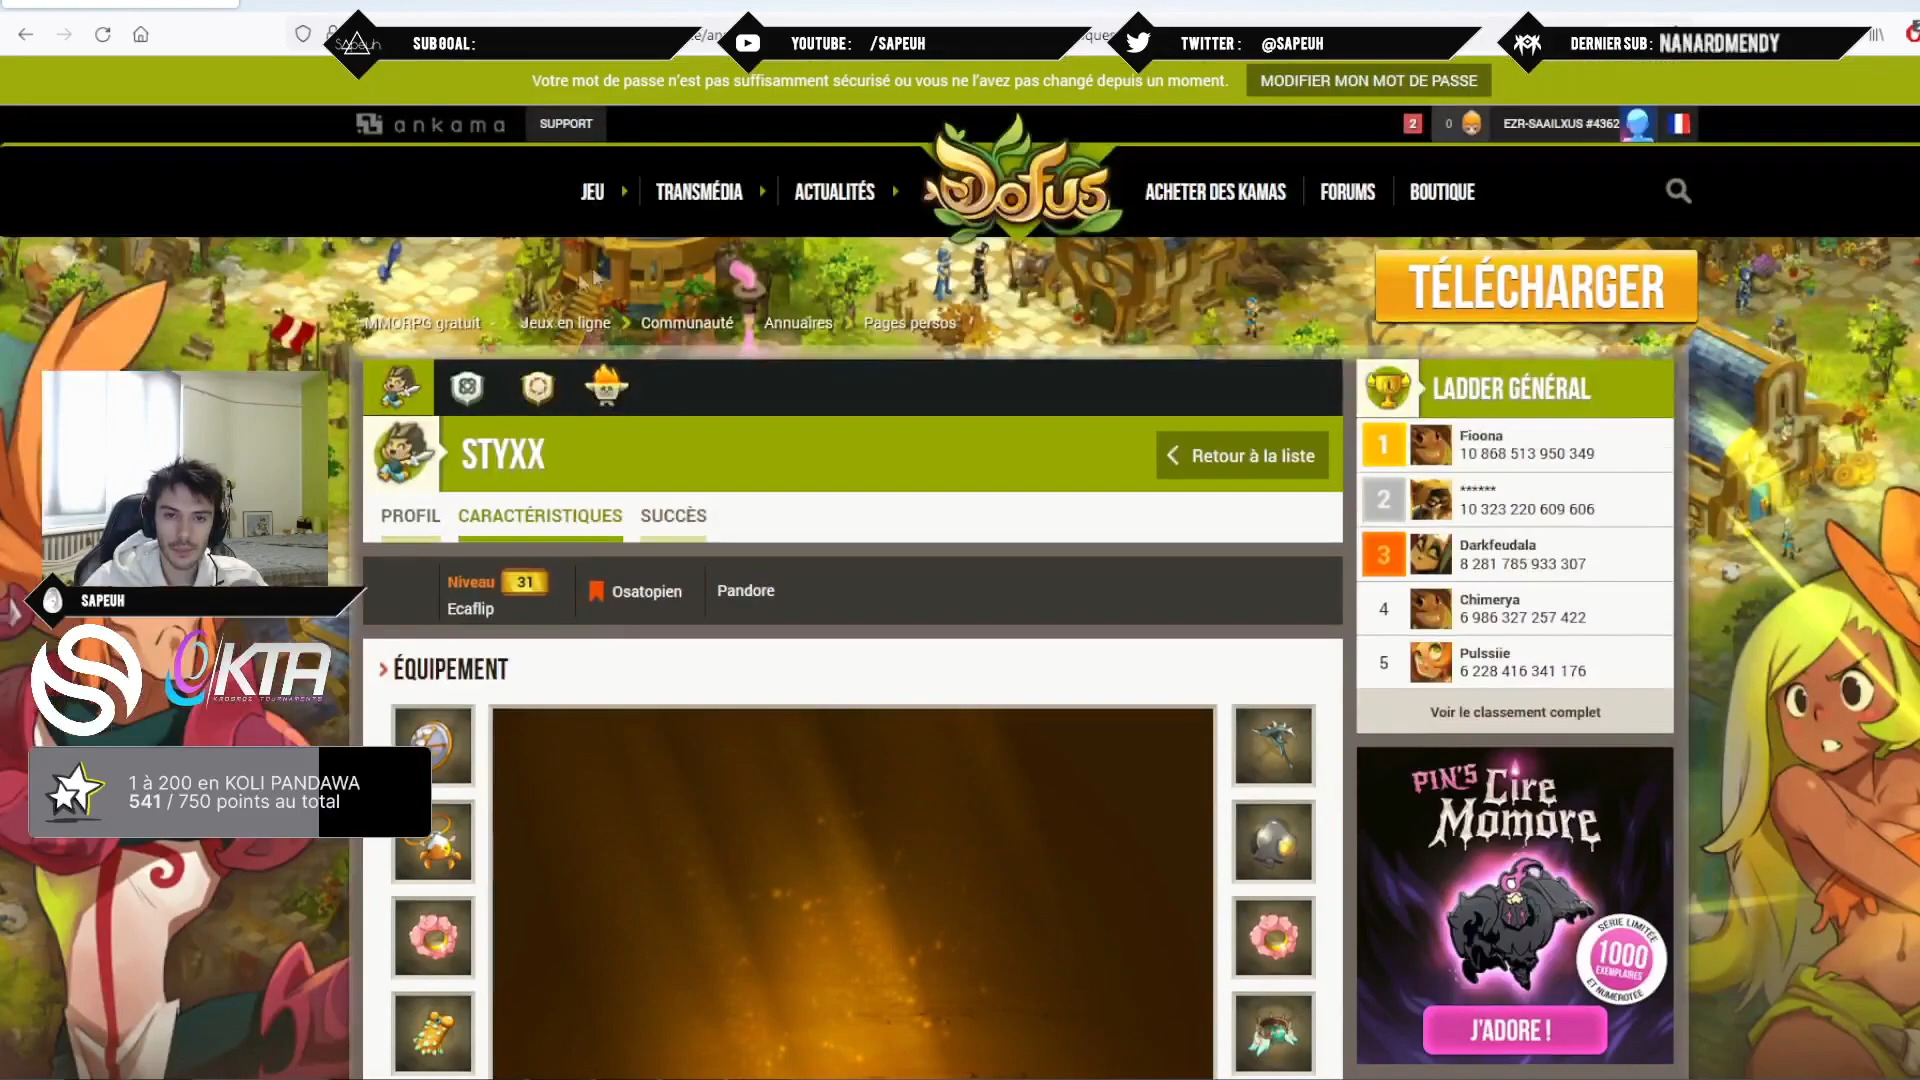 Sapeuh
SUBGOAL :
YOUTUBE : /SAPEUH
TWITTER : @SAPEUH
DERNIER SUB : NANARDMENDY
Votre mot de passe n'est pas suffisamment sécurisé ou vous ne l'avez pas changé depuis un moment.
MODIFIER MON MOT DE PASSE
ankama
SUPPORT
2
0
EZR-SAAILXUS #4362
JEU
TRANSMÉDIA
ACTUALITÉS
DOFUS
ACHETER DES KAMAS
FORUMS
BOUTIQUE
TÉLÉCHARGER
MMORPG gratuit
Jeux en ligne
Communauté
Annuaires
Pages persos
STYXX
Retour à la liste
PROFIL
CARACTÉRISTIQUES
SUCCÈS
Niveau 31
Ecaflip
Osatopien
Pandore
ÉQUIPEMENT
LADDER GÉNÉRAL
1
Fioona
10 868 513 950 349
2
******
10 323 220 609 606
3
Darkfeudala
8 281 785 933 307
4
Chimerya
6 986 327 257 422
5
Pulssiie
6 228 416 341 176
Voir le classement complet
PIN'S
Cire
Momore
SERIE LIMITÉE
1000
EXEMPLAIRES
ET NUMÉROTÉE
J'ADORE !
SAPEUH
KTA
KROSMOZ TOURNAMENTS
1 à 200 en KOLI PANDAWA
541 / 750 points au total